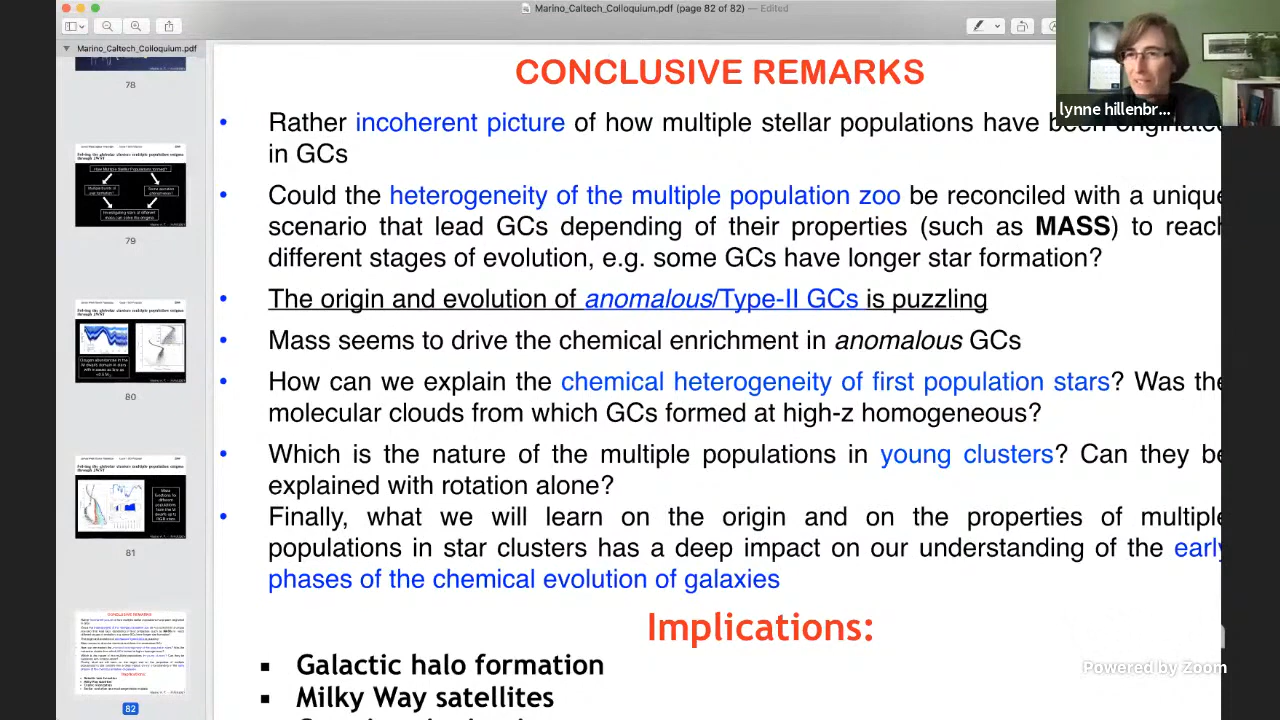 Marino_Caltech_Colloquium.pdf (page 82 of 82) — Edited
Marino_Caltech_Colloquium.pdf
lynne hillenbr...
78
79
80
81
82
CONCLUSIVE REMARKS
• Rather incoherent picture of how multiple stellar populations have been originated
in GCs
• Could the heterogeneity of the multiple population zoo be reconciled with a unique
scenario that lead GCs depending of their properties (such as MASS) to reach
different stages of evolution, e.g. some GCs have longer star formation?
• The origin and evolution of anomalous/Type-II GCs is puzzling
• Mass seems to drive the chemical enrichment in anomalous GCs
• How can we explain the chemical heterogeneity of first population stars? Was the
molecular clouds from which GCs formed at high-z homogeneous?
• Which is the nature of the multiple populations in young clusters? Can they be
explained with rotation alone?
• Finally, what we will learn on the origin and on the properties of multiple
populations in star clusters has a deep impact on our understanding of the early
phases of the chemical evolution of galaxies
Implications:
▪ Galactic halo formation
▪ Milky Way satellites
Powered by Zoom